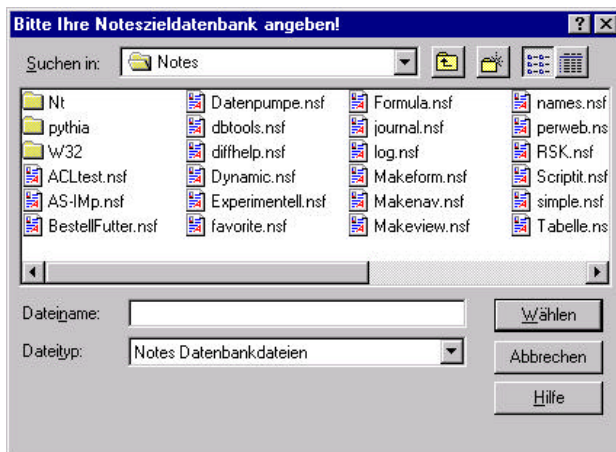 Bitte Ihre Noteszieldatenbank angeben!
Suchen in: Notes
Nt Datenpumpe.nsf Formula.nsf names.nsf
pythia dbtools.nsf journal.nsf perweb.nsf
W32 diffhelp.nsf log.nsf RSK.nsf
ACLtest.nsf Dynamic.nsf Makeform.nsf Scriptit.nsf
AS-IMp.nsf Experimentell.nsf Makenav.nsf simple.nsf
BestellFutter.nsf favorite.nsf Makeview.nsf Tabelle.ns
Dateiname: Wählen
Dateityp: Notes Datenbankdateien Abbrechen
Hilfe